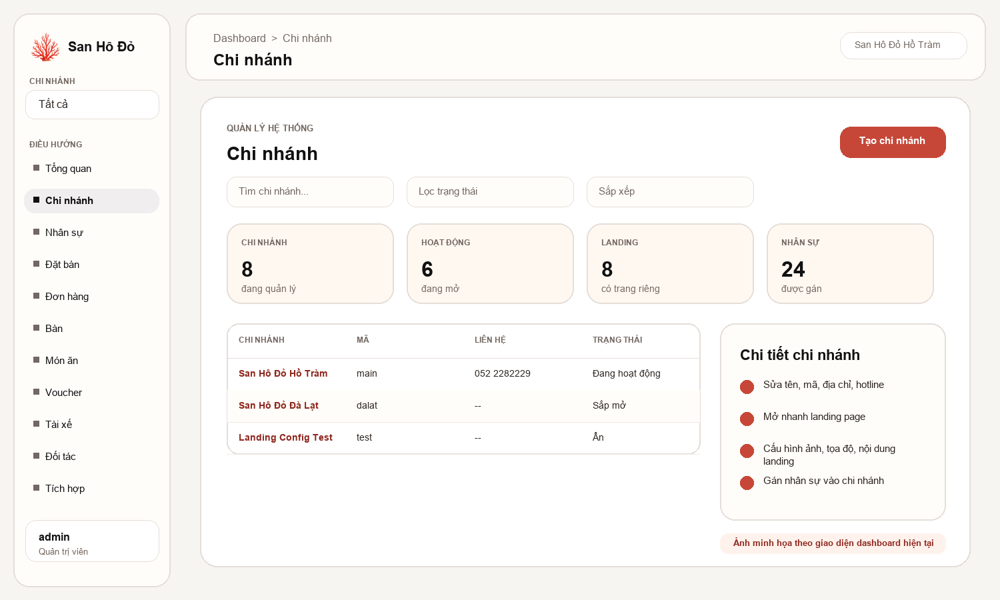 San Hô Đỏ
CHI NHÁNH
Tất cả
ĐIỀU HƯỚNG
Tổng quan
Chi nhánh
Nhân sự
Đặt bàn
Đơn hàng
Bàn
Món ăn
Voucher
Tài xế
Đối tác
Tích hợp
admin
Quản trị viên
Dashboard > Chi nhánh
Chi nhánh
San Hô Đỏ Hồ Tràm
QUẢN LÝ HỆ THỐNG
Chi nhánh
Tạo chi nhánh
Tìm chi nhánh...
Lọc trạng thái
Sắp xếp
CHI NHÁNH
8
đang quản lý
HOẠT ĐỘNG
6
đang mở
LANDING
8
có trang riêng
NHÂN SỰ
24
được gán
CHI NHÁNH MÃ LIÊN HỆ TRẠNG THÁI
San Hô Đỏ Hồ Tràm main 052 2282229 Đang hoạt động
San Hô Đỏ Đà Lạt dalat -- Sắp mở
Landing Config Test test -- Ẩn
Chi tiết chi nhánh
Sửa tên, mã, địa chỉ, hotline
Mở nhanh landing page
Cấu hình ảnh, tọa độ, nội dung
landing
Gán nhân sự vào chi nhánh
Ảnh minh họa theo giao diện dashboard hiện tại